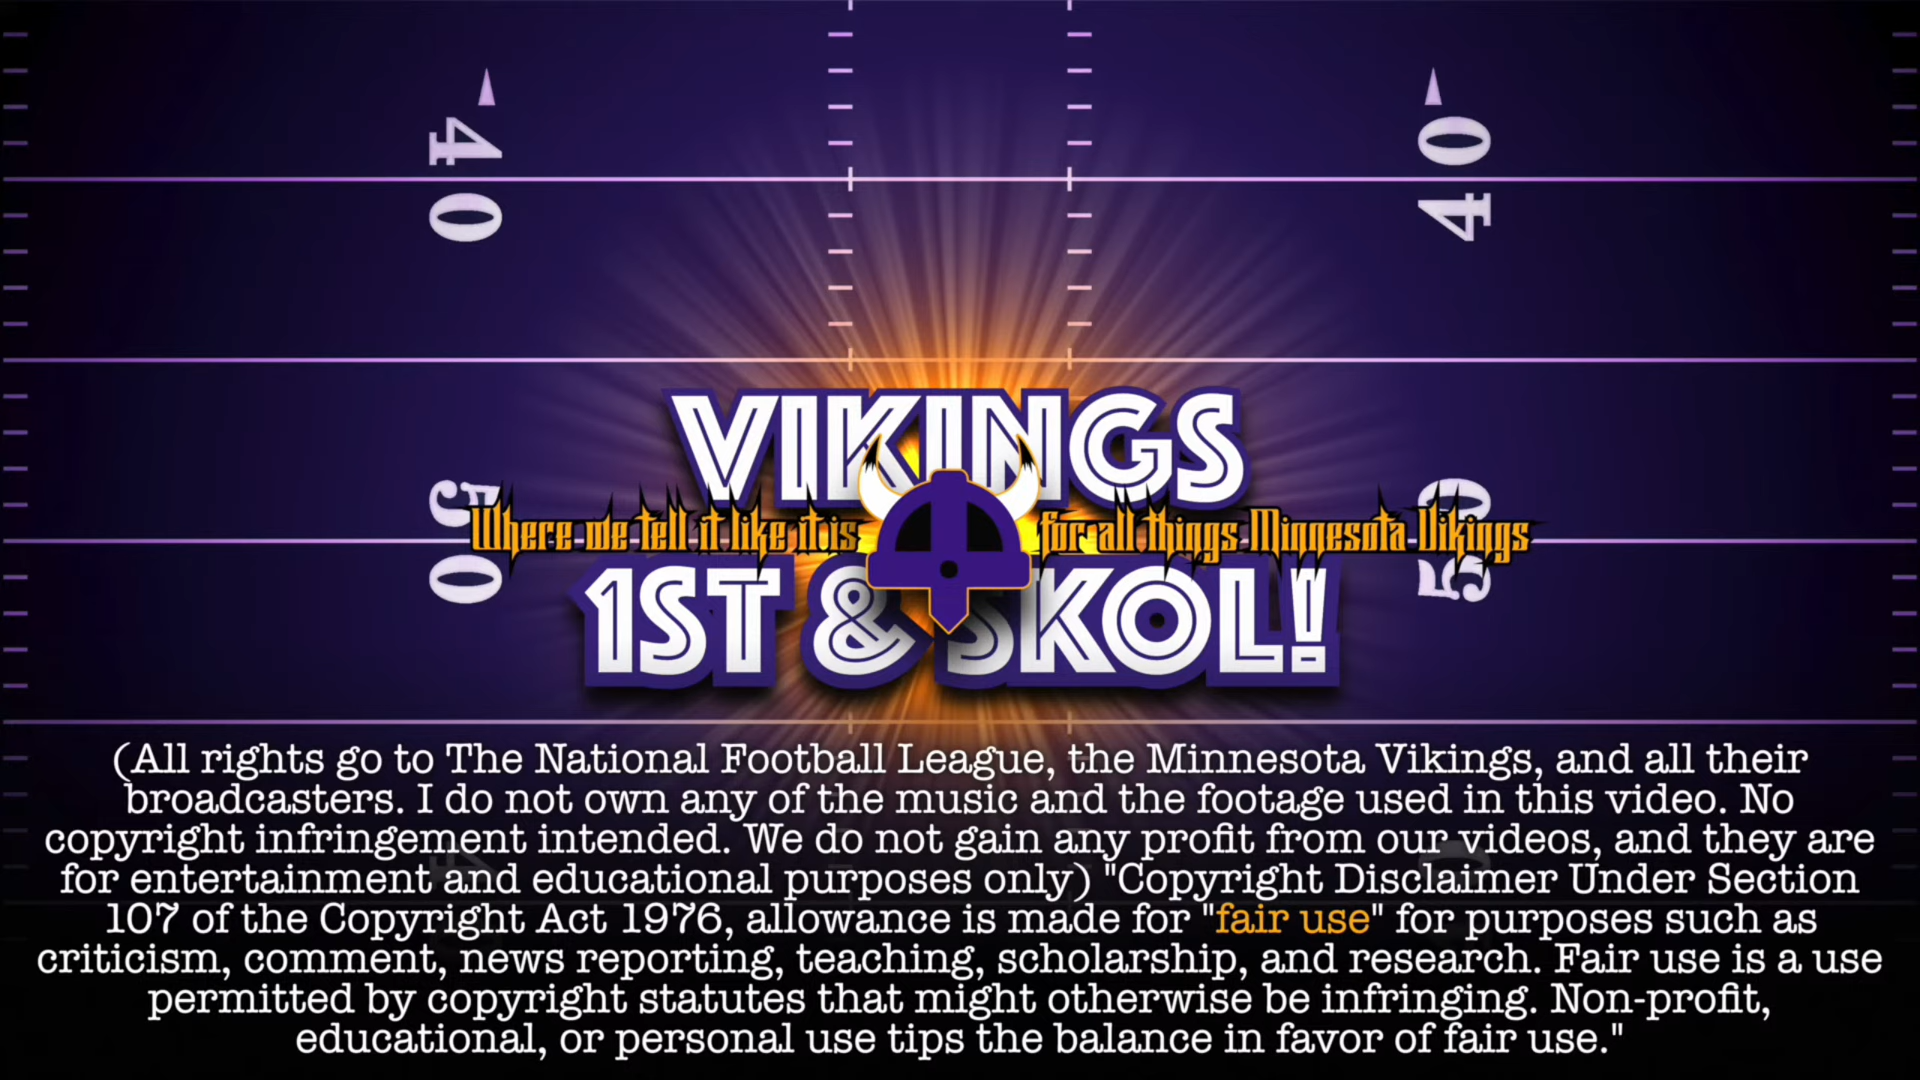 40
40
VIKINGS
50
Where we tell it like it is for all things Minnesota Vikings
50
1ST & SKOL!
(All rights go to The National Football League, the Minnesota Vikings, and all their
broadcasters. I do not own any of the music and the footage used in this video. No
copyright infringement intended. We do not gain any profit from our videos, and they are
for entertainment and educational purposes only) "Copyright Disclaimer Under Section
107 of the Copyright Act 1976, allowance is made for "fair use" for purposes such as
criticism, comment, news reporting, teaching, scholarship, and research. Fair use is a use
permitted by copyright statutes that might otherwise be infringing. Non-profit,
educational, or personal use tips the balance in favor of fair use."